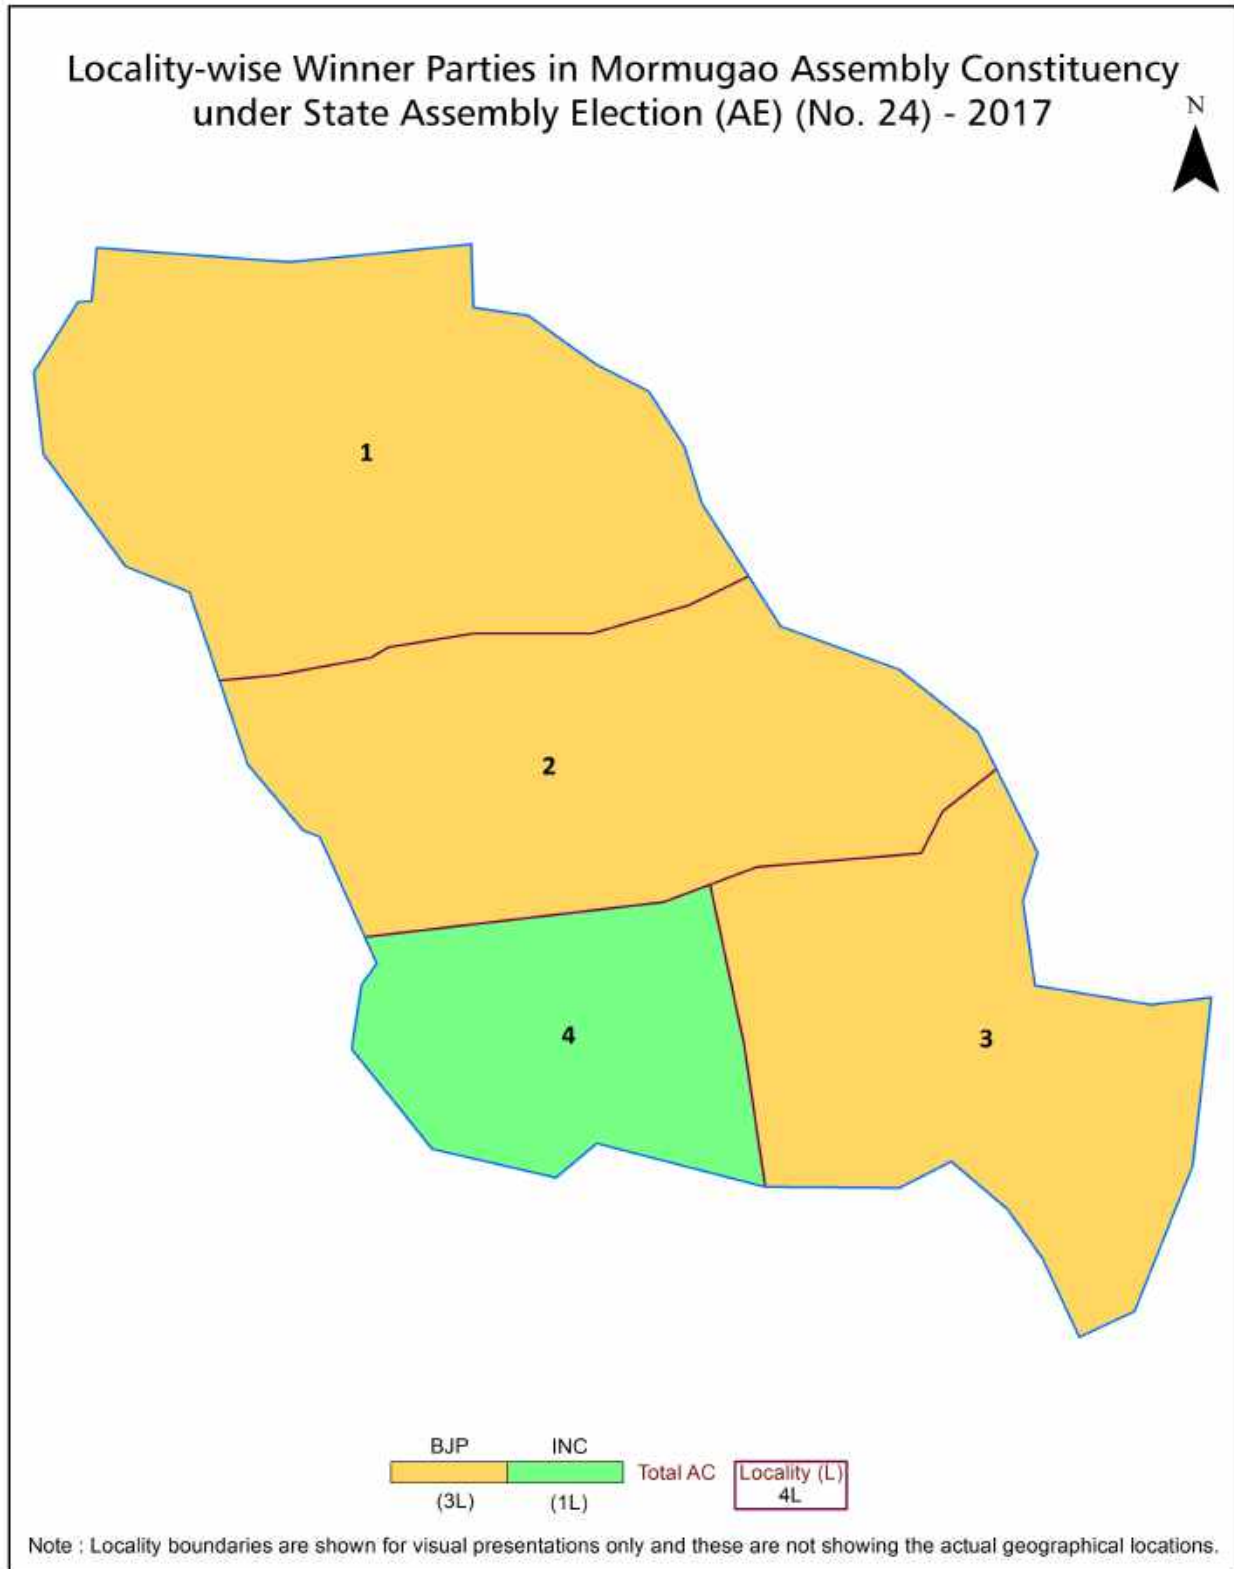 Locality-wise Winner Parties in Mormugao Assembly Constituency
under State Assembly Election (AE) (No. 24) - 2017
N
1
2
4
3
BJP INC
Total AC Locality (L)
4L
(3L) (1L)
Note : Locality boundaries are shown for visual presentations only and these are not showing the actual geographical locations.